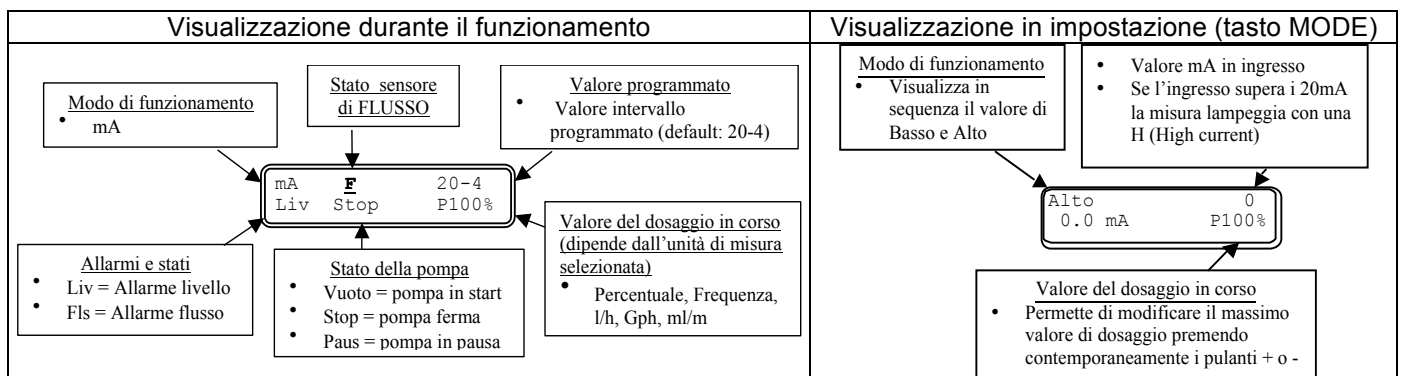 Visualizzazione durante il funzionamento
Modo di funzionamento
• mA
Stato sensore
di FLUSSO
Valore programmato
• Valore intervallo
programmato (default: 20-4)
mA F 20-4
Liv Stop P100%
Allarmi e stati
• Liv = Allarme livello
• Fls = Allarme flusso
Stato della pompa
• Vuoto = pompa in start
• Stop = pompa ferma
• Paus = pompa in pausa
Valore del dosaggio in corso
(dipende dall'unità di misura
selezionata)
• Percentuale, Frequenza,
l/h, Gph, ml/m
Visualizzazione in impostazione (tasto MODE)
Modo di funzionamento
• Visualizza in
sequenza il valore di
Basso e Alto
• Valore mA in ingresso
• Se l'ingresso supera i 20mA
la misura lampeggia con una
H (High current)
Alto 0
0.0 mA P100%
Valore del dosaggio in corso
• Permette di modificare il massimo
valore di dosaggio premendo
contemporaneamente i pulanti + o -